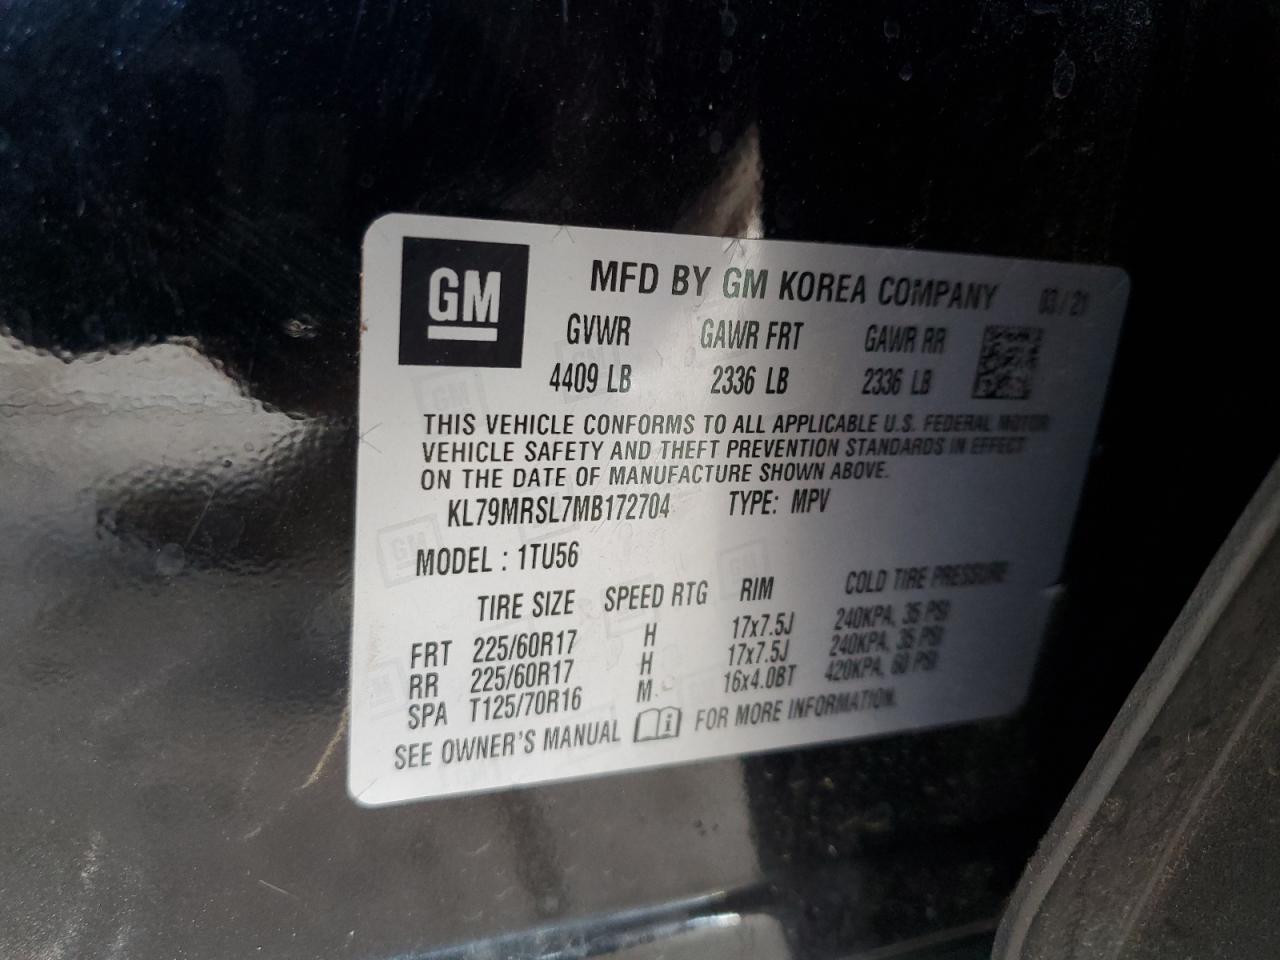 GM
MFD BY GM KOREA COMPANY 03/21
GVWR GAWR FRT GAWR RR
4409 LB 2336 LB 2336 LB
THIS VEHICLE CONFORMS TO ALL APPLICABLE U.S. FEDERAL MOTOR
VEHICLE SAFETY AND THEFT PREVENTION STANDARDS IN EFFECT
ON THE DATE OF MANUFACTURE SHOWN ABOVE.
KL79MRSL7MB172704 TYPE: MPV
MODEL : 1TU56
TIRE SIZE SPEED RTG RIM COLD TIRE PRESSURE
FRT 225/60R17 H 17x7.5J 240KPA, 35 PSI
RR 225/60R17 H 17x7.5J 240KPA, 35 PSI
SPA T125/70R16 M 16x4.0BT 420KPA, 60 PSI
SEE OWNER'S MANUAL i FOR MORE INFORMATION.